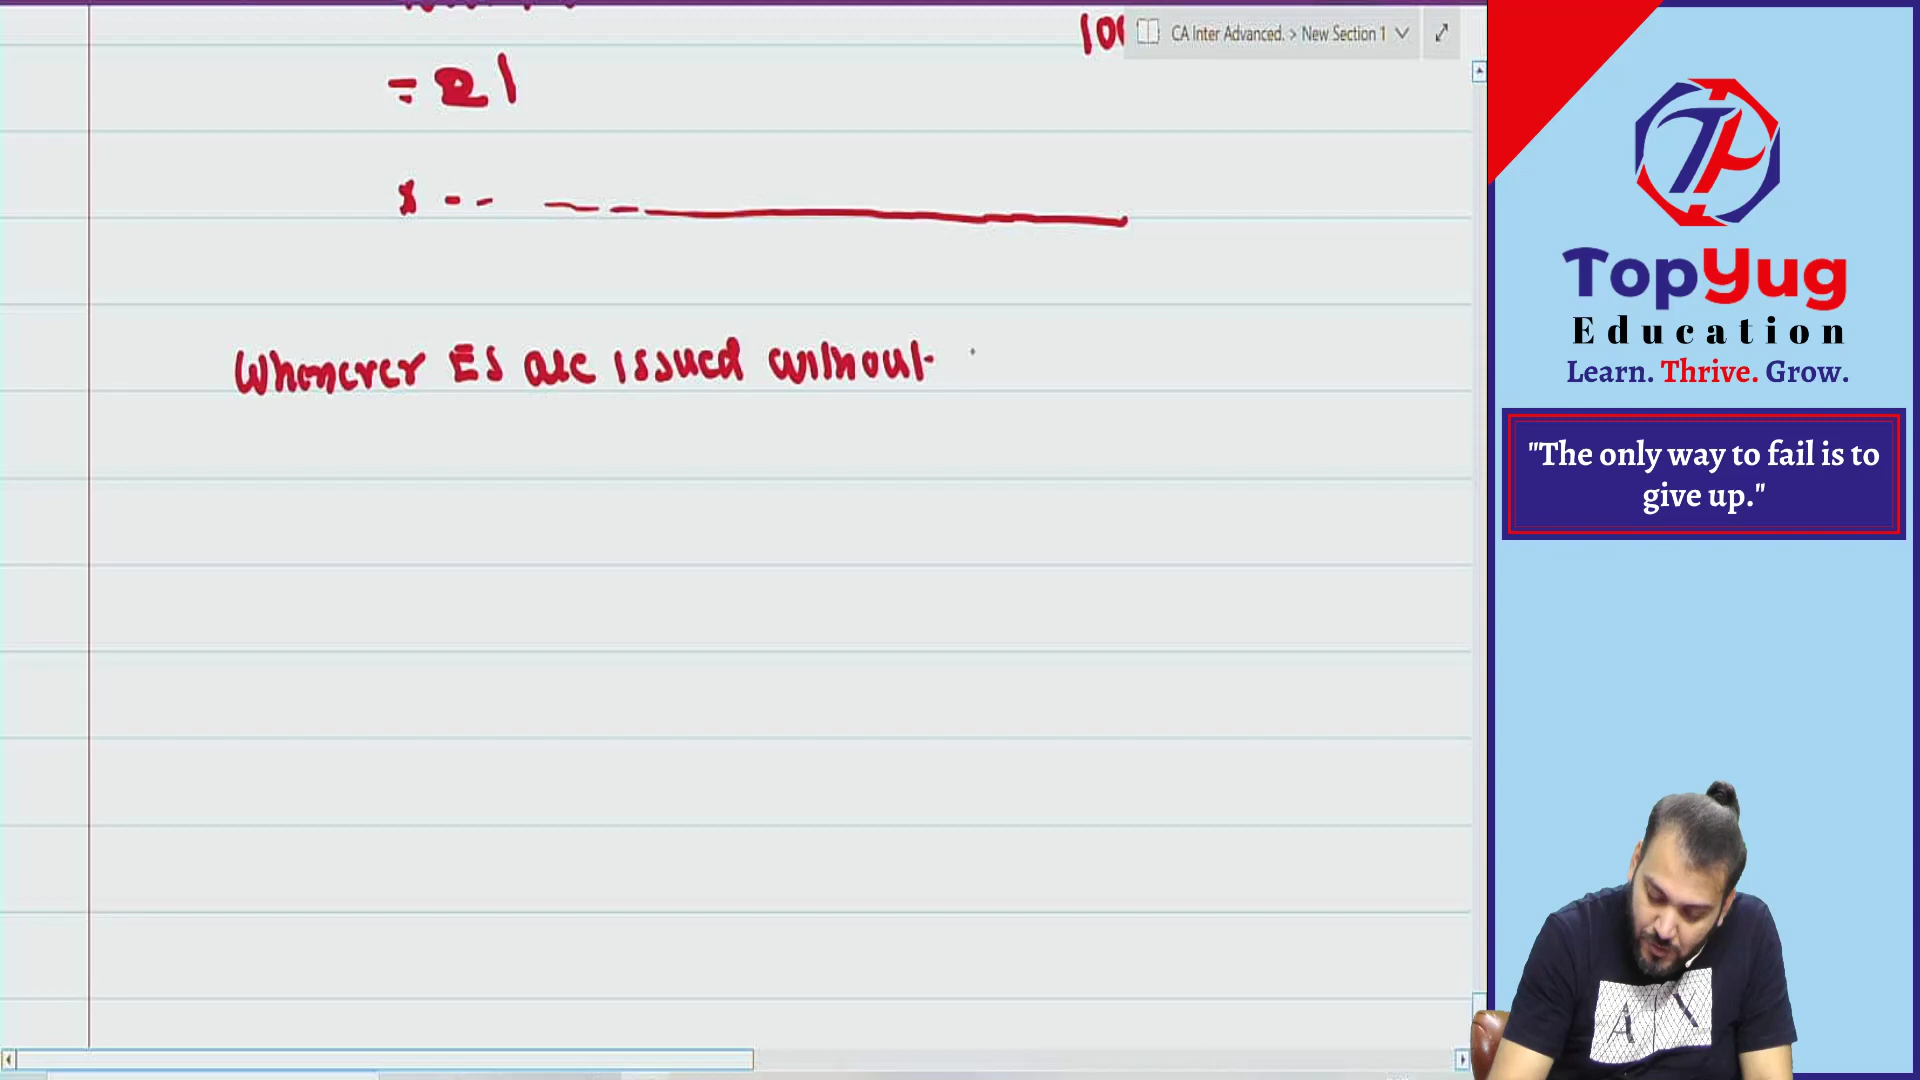 CA Inter Advanced. > New Section 1
= 21
Whenever ES are issued without
TopYug
Education
Learn. Thrive. Grow.
"The only way to fail is to
give up."